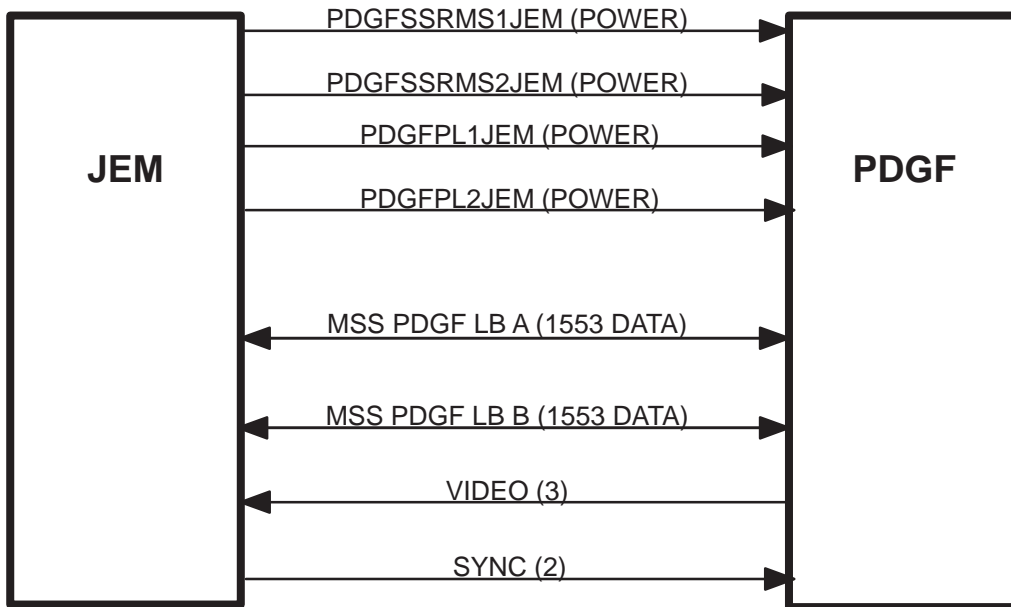 PDGFSSRMS1JEM (POWER)
PDGFSSRMS2JEM (POWER)
PDGFPL1JEM (POWER)
JEM
PDGF
PDGFPL2JEM (POWER)
MSS PDGF LB A (1553 DATA)
MSS PDGF LB B (1553 DATA)
VIDEO (3)
SYNC (2)